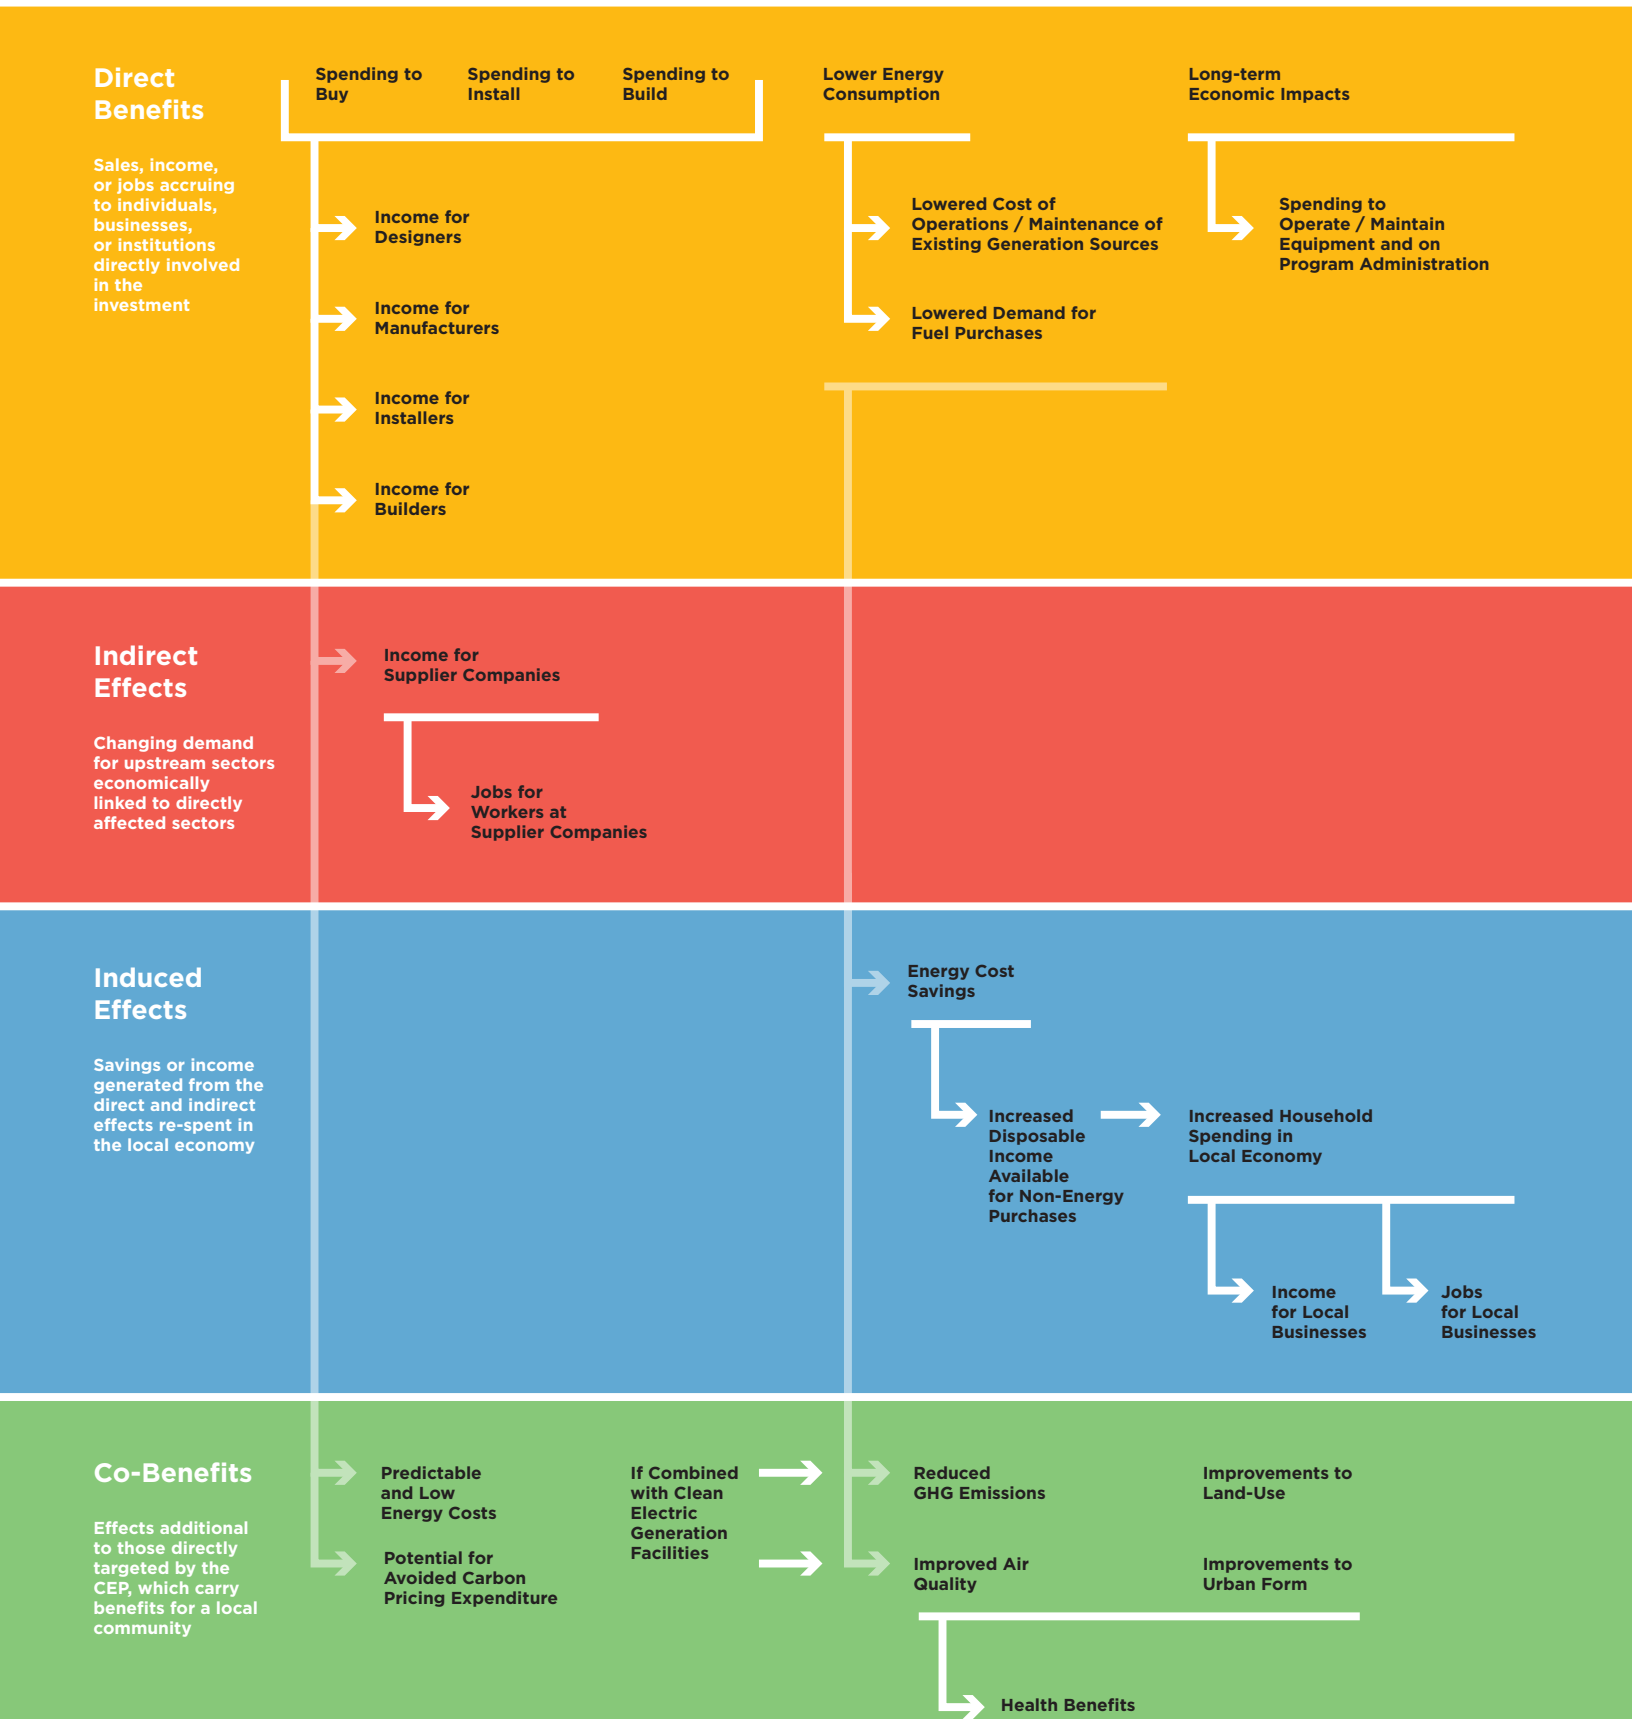 Direct
Benefits
Sales, income,
or jobs accruing
to individuals,
businesses,
or institutions
directly involved
in the
investment
Spending to
Buy
Spending to
Install
Spending to
Build
Income for
Designers
Income for
Manufacturers
Income for
Installers
Income for
Builders
Lower Energy
Consumption
Lowered Cost of
Operations / Maintenance of
Existing Generation Sources
Lowered Demand for
Fuel Purchases
Long-term
Economic Impacts
Spending to
Operate / Maintain
Equipment and on
Program Administration
Indirect
Effects
Changing demand
for upstream sectors
economically
linked to directly
affected sectors
Income for
Supplier Companies
Jobs for
Workers at
Supplier Companies
Induced
Effects
Savings or income
generated from the
direct and indirect
effects re-spent in
the local economy
Energy Cost
Savings
Increased
Disposable
Income
Available
for Non-Energy
Purchases
Increased Household
Spending in
Local Economy
Income
for Local
Businesses
Jobs
for Local
Businesses
Co-Benefits
Effects additional
to those directly
targeted by the
CEP, which carry
benefits for a local
community
Predictable
and Low
Energy Costs
Potential for
Avoided Carbon
Pricing Expenditure
If Combined
with Clean
Electric
Generation
Facilities
Reduced
GHG Emissions
Improved Air
Quality
Improvements to
Land-Use
Improvements to
Urban Form
Health Benefits